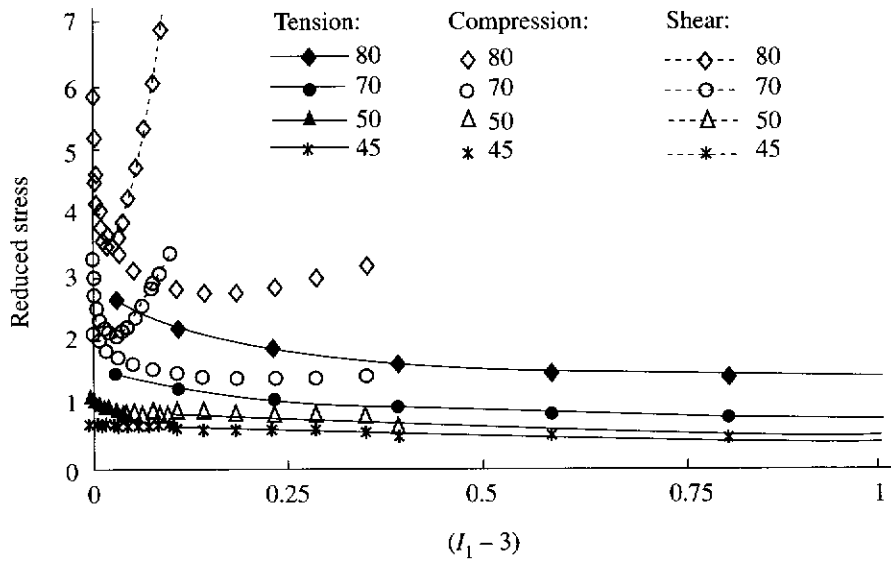 Tension: Compression: Shear:
80 80 80
70 70 70
50 50 50
45 45 45
Reduced stress
7
6
5
4
3
2
1
0
0 0.25 0.5 0.75 1
(I₁ – 3)